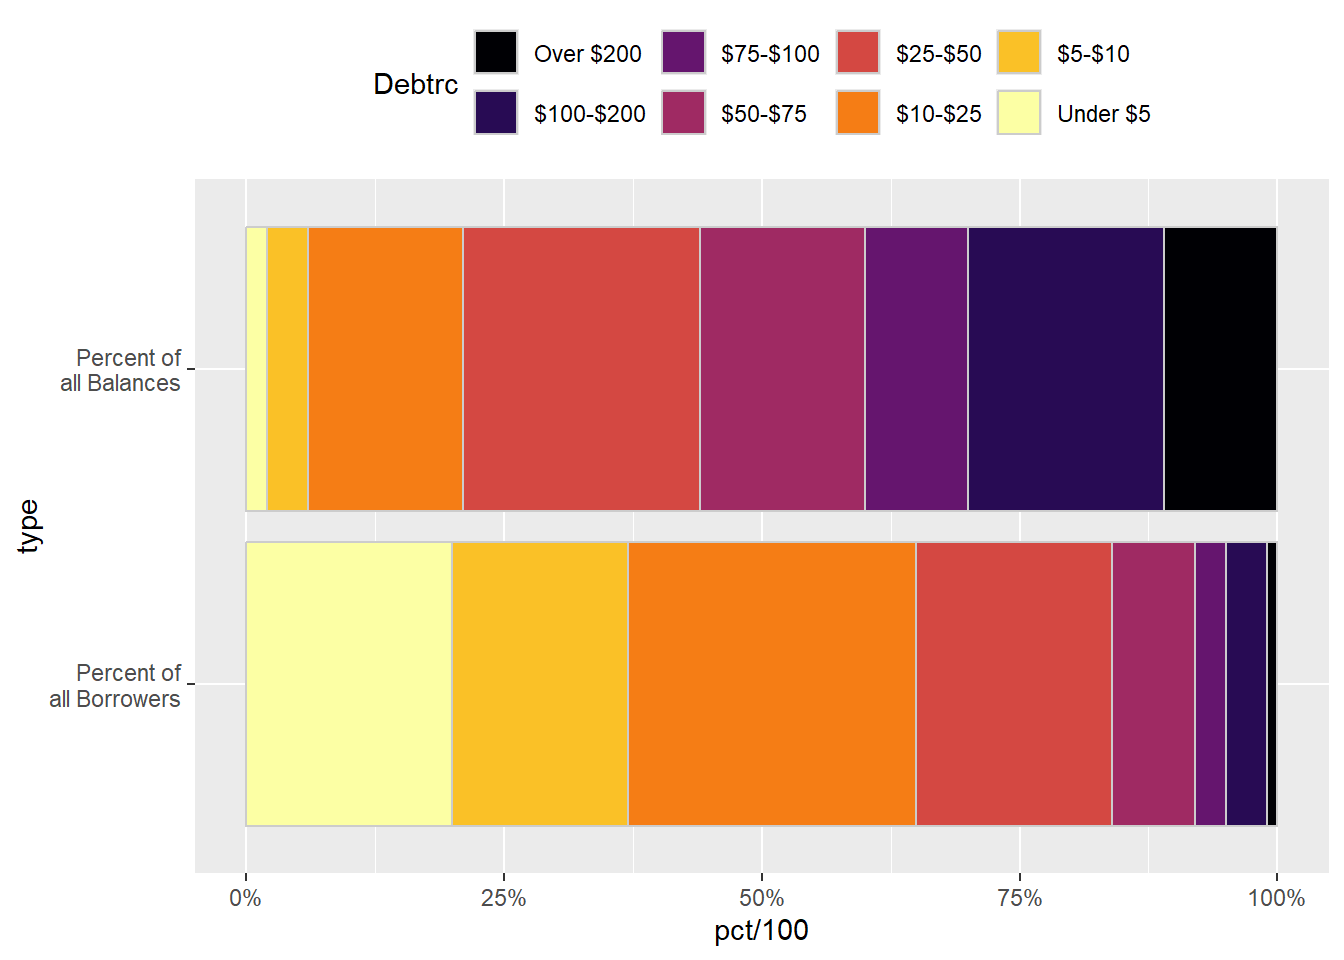 Debtrc
Over $200
$75-$100
$25-$50
$5-$10
$100-$200
$50-$75
$10-$25
Under $5
type
Percent of
all Balances
Percent of
all Borrowers
0%
25%
50%
75%
100%
pct/100